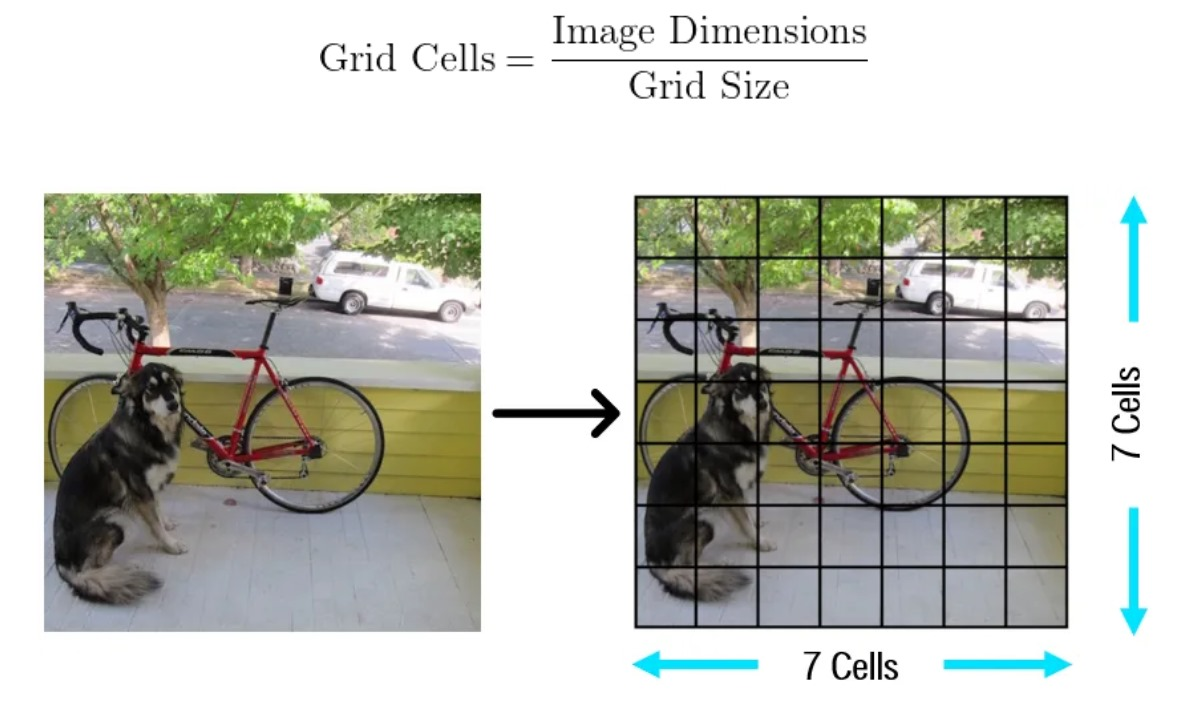 Grid Cells = Image Dimensions / Grid Size
7 Cells
7 Cells